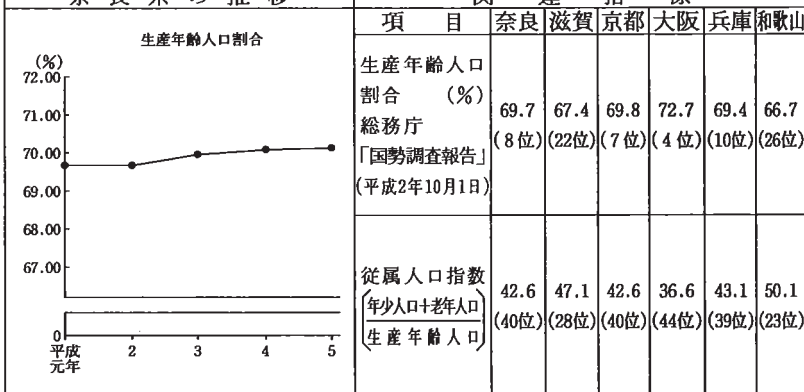 奈良県の推移
関連指標
生産年齢人口割合
(%)
72.00
71.00
70.00
69.00
68.00
67.00
0
平成元年 2 3 4 5
項 目 奈良 滋賀 京都 大阪 兵庫 和歌山
生産年齢人口
割合 (%)
総務庁
「国勢調査報告」
(平成2年10月1日)
69.7 67.4 69.8 72.7 69.4 66.7
(8位) (22位) (7位) (4位) (10位) (26位)
従属人口指数
年少人口+老年人口
生産年齢人口
42.6 47.1 42.6 36.6 43.1 50.1
(40位) (28位) (40位) (44位) (39位) (23位)